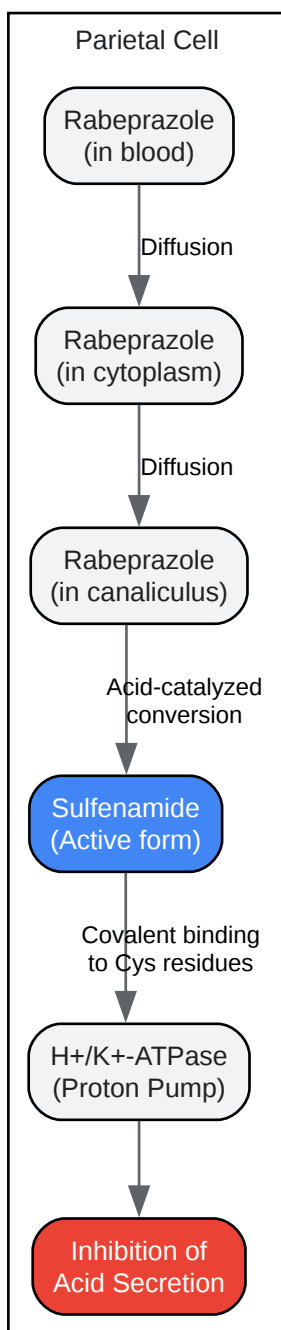 Parietal Cell
Rabeprazole
(in blood)
Diffusion
Rabeprazole
(in cytoplasm)
Diffusion
Rabeprazole
(in canaliculus)
Acid-catalyzed
conversion
Sulfenamide
(Active form)
Covalent binding
to Cys residues
H+/K+-ATPase
(Proton Pump)
Inhibition of
Acid Secretion